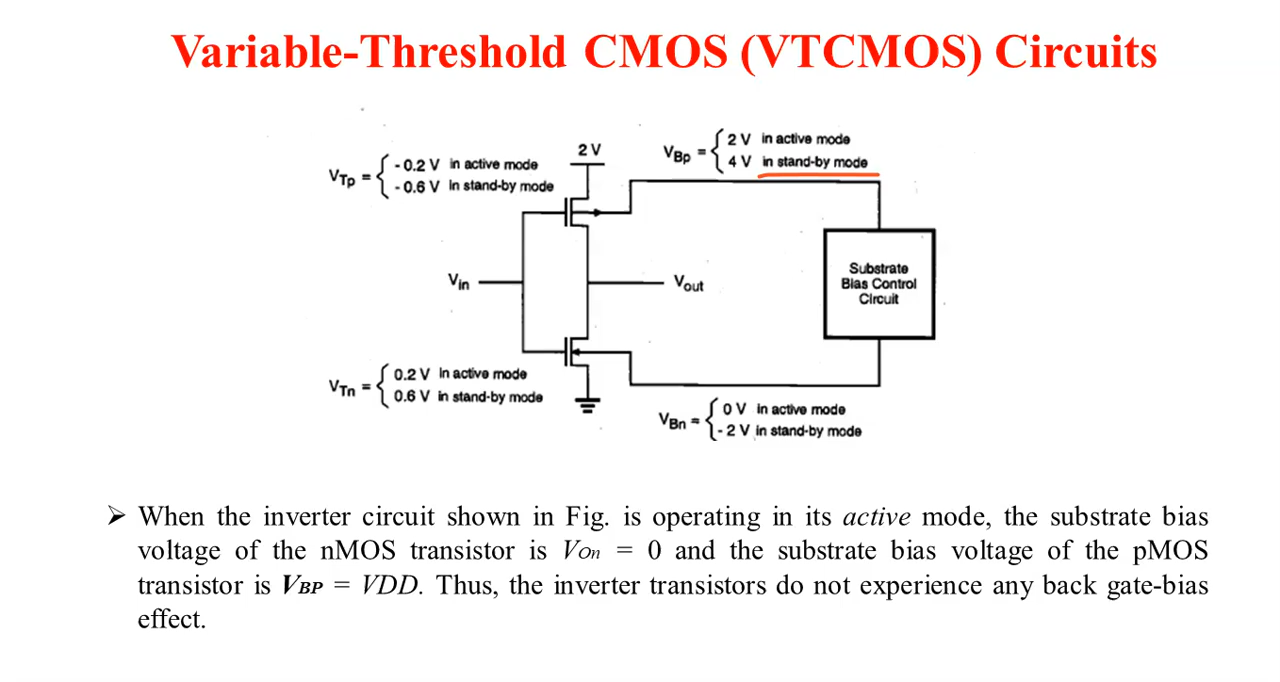 Variable-Threshold CMOS (VTCMOS) Circuits
2 V
VTp = { - 0.2 V in active mode
- 0.6 V in stand-by mode
VBp = { 2 V in active mode
4 V in stand-by mode
Vin
Vout
Substrate
Bias Control
Circuit
VTn = { 0.2 V in active mode
0.6 V in stand-by mode
VBn = { 0 V in active mode
- 2 V in stand-by mode
➢ When the inverter circuit shown in Fig. is operating in its active mode, the substrate bias
voltage of the nMOS transistor is VOn = 0 and the substrate bias voltage of the pMOS
transistor is VBP = VDD. Thus, the inverter transistors do not experience any back gate-bias
effect.